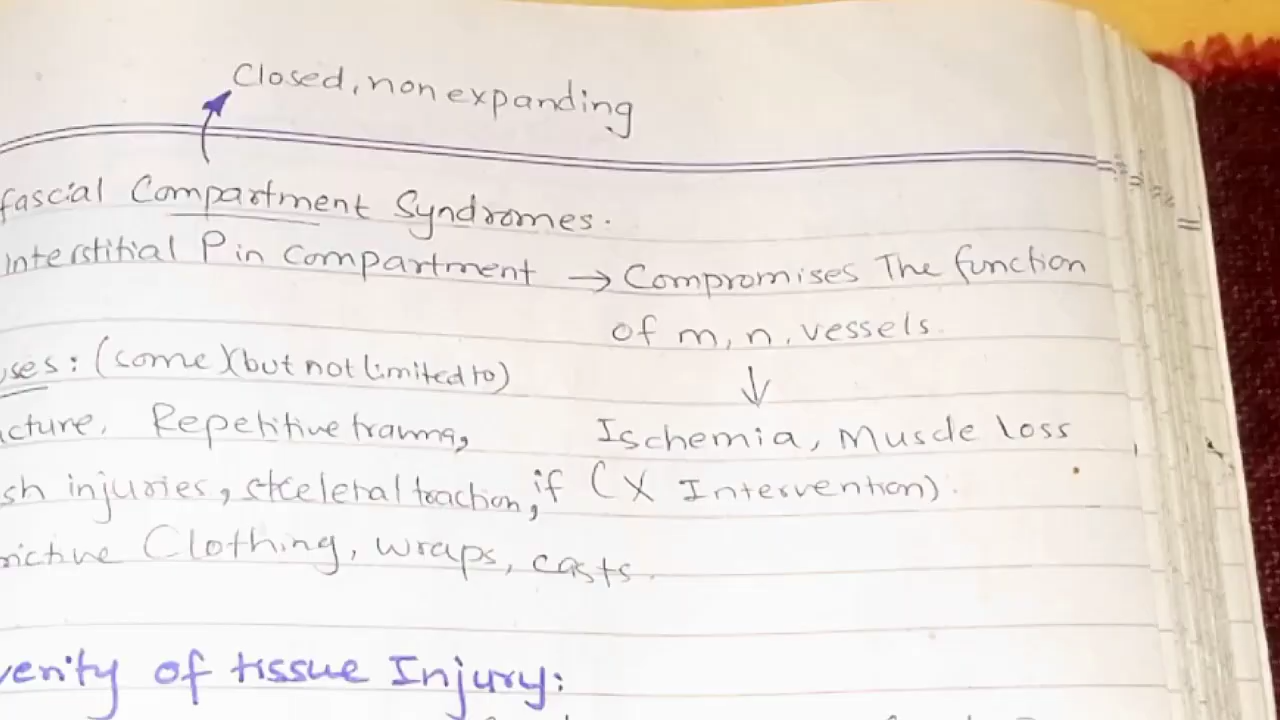 Closed, non expanding
fascial Compartment Syndromes.
Interstitial P in compartment → Compromises The function
of m, n, vessels.
↓
uses: (some) (but not limited to)
acture, Repetitive trauma, Ischemia, Muscle loss
sh injuries, skeletal traction, if (X Intervention).
rictive Clothing, wraps, casts.
verity of tissue Injury: